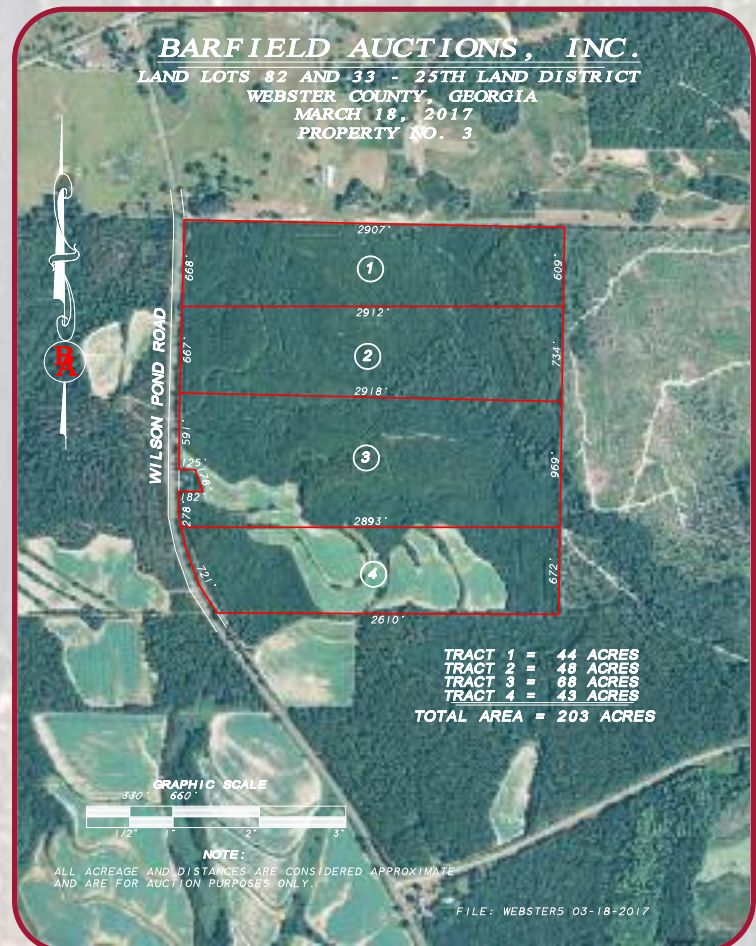 BARFIELD AUCTIONS, INC.
LAND LOTS 82 AND 33 - 25TH LAND DISTRICT
WEBSTER COUNTY, GEORGIA
MARCH 18, 2017
PROPERTY NO. 3
2907'
668'
1
609'
2912'
WILSON POND ROAD
667'
2
734'
BA
2918'
591'
3
969'
125'
178'
182'
278'
2893'
721'
4
672'
2610'
TRACT 1 = 44 ACRES
TRACT 2 = 48 ACRES
TRACT 3 = 68 ACRES
TRACT 4 = 43 ACRES
TOTAL AREA = 203 ACRES
GRAPHIC SCALE
330' 660'
1/2" 1" 2" 3"
NOTE:
ALL ACREAGE AND DISTANCES ARE CONSIDERED APPROXIMATE
AND ARE FOR AUCTION PURPOSES ONLY.
FILE: WEBSTER5 03-18-2017